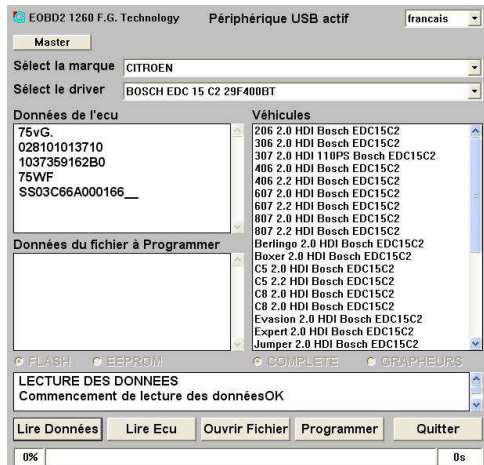 EOBD2 1260 F.G. Technology Périphérique USB actif francais
Master
Sélect la marque CITROEN
Sélect le driver BOSCH EDC 15 C2 29F400BT
Données de l'ecu
75vG.
028101013710
1037359162B0
75WF
SS03C66A000166__
Véhicules
206 2.0 HDI Bosch EDC15C2
306 2.0 HDI Bosch EDC15C2
307 2.0 HDI 110PS Bosch EDC15C2
406 2.0 HDI Bosch EDC15C2
406 2.2 HDI Bosch EDC15C2
607 2.0 HDI Bosch EDC15C2
607 2.2 HDI Bosch EDC15C2
807 2.0 HDI Bosch EDC15C2
807 2.2 HDI Bosch EDC15C2
Berlingo 2.0 HDI Bosch EDC15C2
Boxer 2.0 HDI Bosch EDC15C2
C5 2.0 HDI Bosch EDC15C2
C5 2.2 HDI Bosch EDC15C2
C8 2.0 HDI Bosch EDC15C2
C8 2.0 HDI Bosch EDC15C2
Evasion 2.0 HDI Bosch EDC15C2
Expert 2.0 HDI Bosch EDC15C2
Jumper 2.0 HDI Bosch EDC15C2
Données du fichier à Programmer
FLASH EEPROM COMPLETE GRAPHEURS
LECTURE DES DONNEES
Commencement de lecture des donnéesOK
Lire Données Lire Ecu Ouvrir Fichier Programmer Quitter
0% 0s